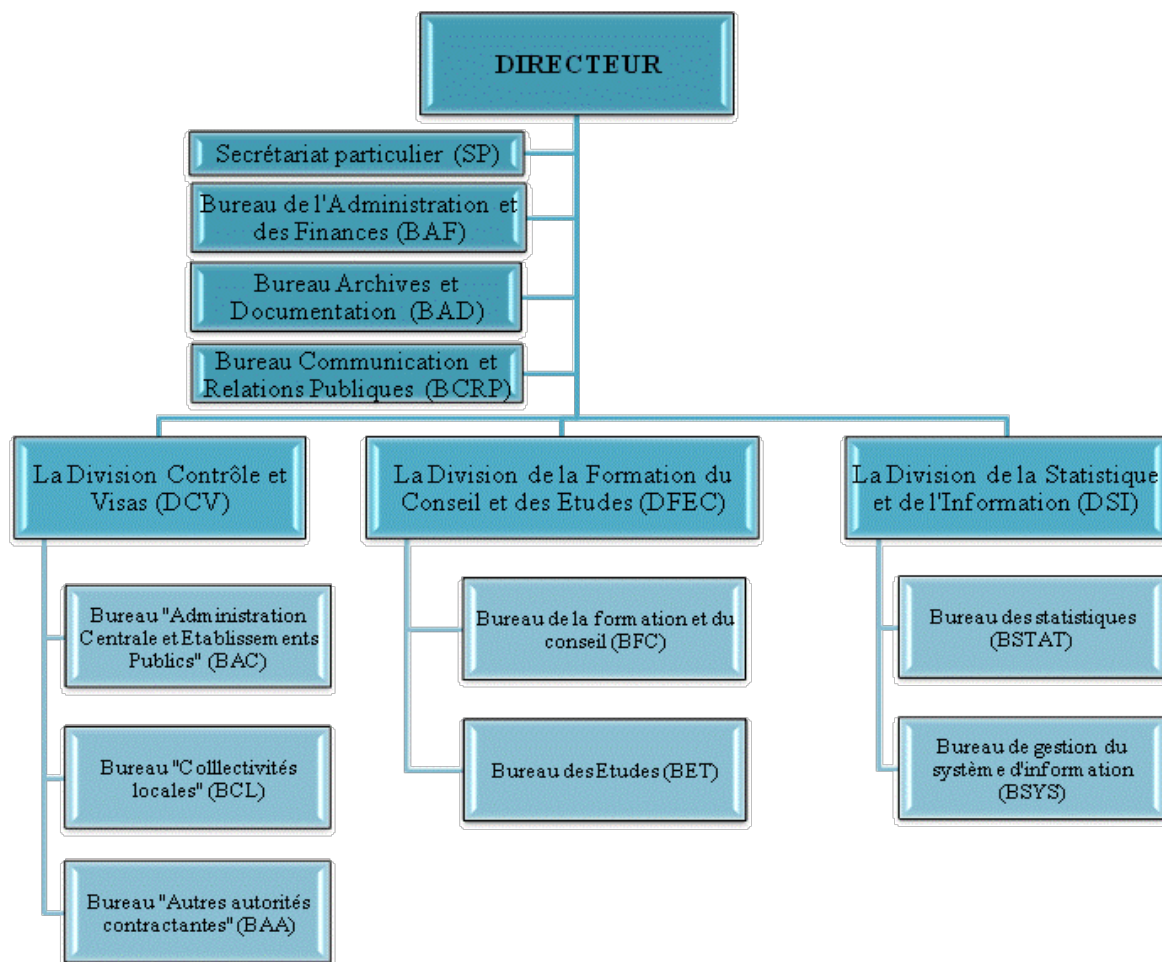 DIRECTEUR
Secrétariat particulier (SP)
Bureau de l'Administration et
des Finances (BAF)
Bureau Archives et
Documentation (BAD)
Bureau Communication et
Relations Publiques (BCRP)
La Division Contrôle et
Visas (DCV)
La Division de la Formation du
Conseil et des Etudes (DFEC)
La Division de la Statistique
et de l'Information (DSI)
Bureau "Administration
Centrale et Etablissements
Publics" (BAC)
Bureau "Colllectivités
locales" (BCL)
Bureau "Autres autorités
contractantes" (BAA)
Bureau de la formation et du
conseil (BFC)
Bureau des Etudes (BET)
Bureau des statistiques
(BSTAT)
Bureau de gestion du
système d'information
(BSYS)